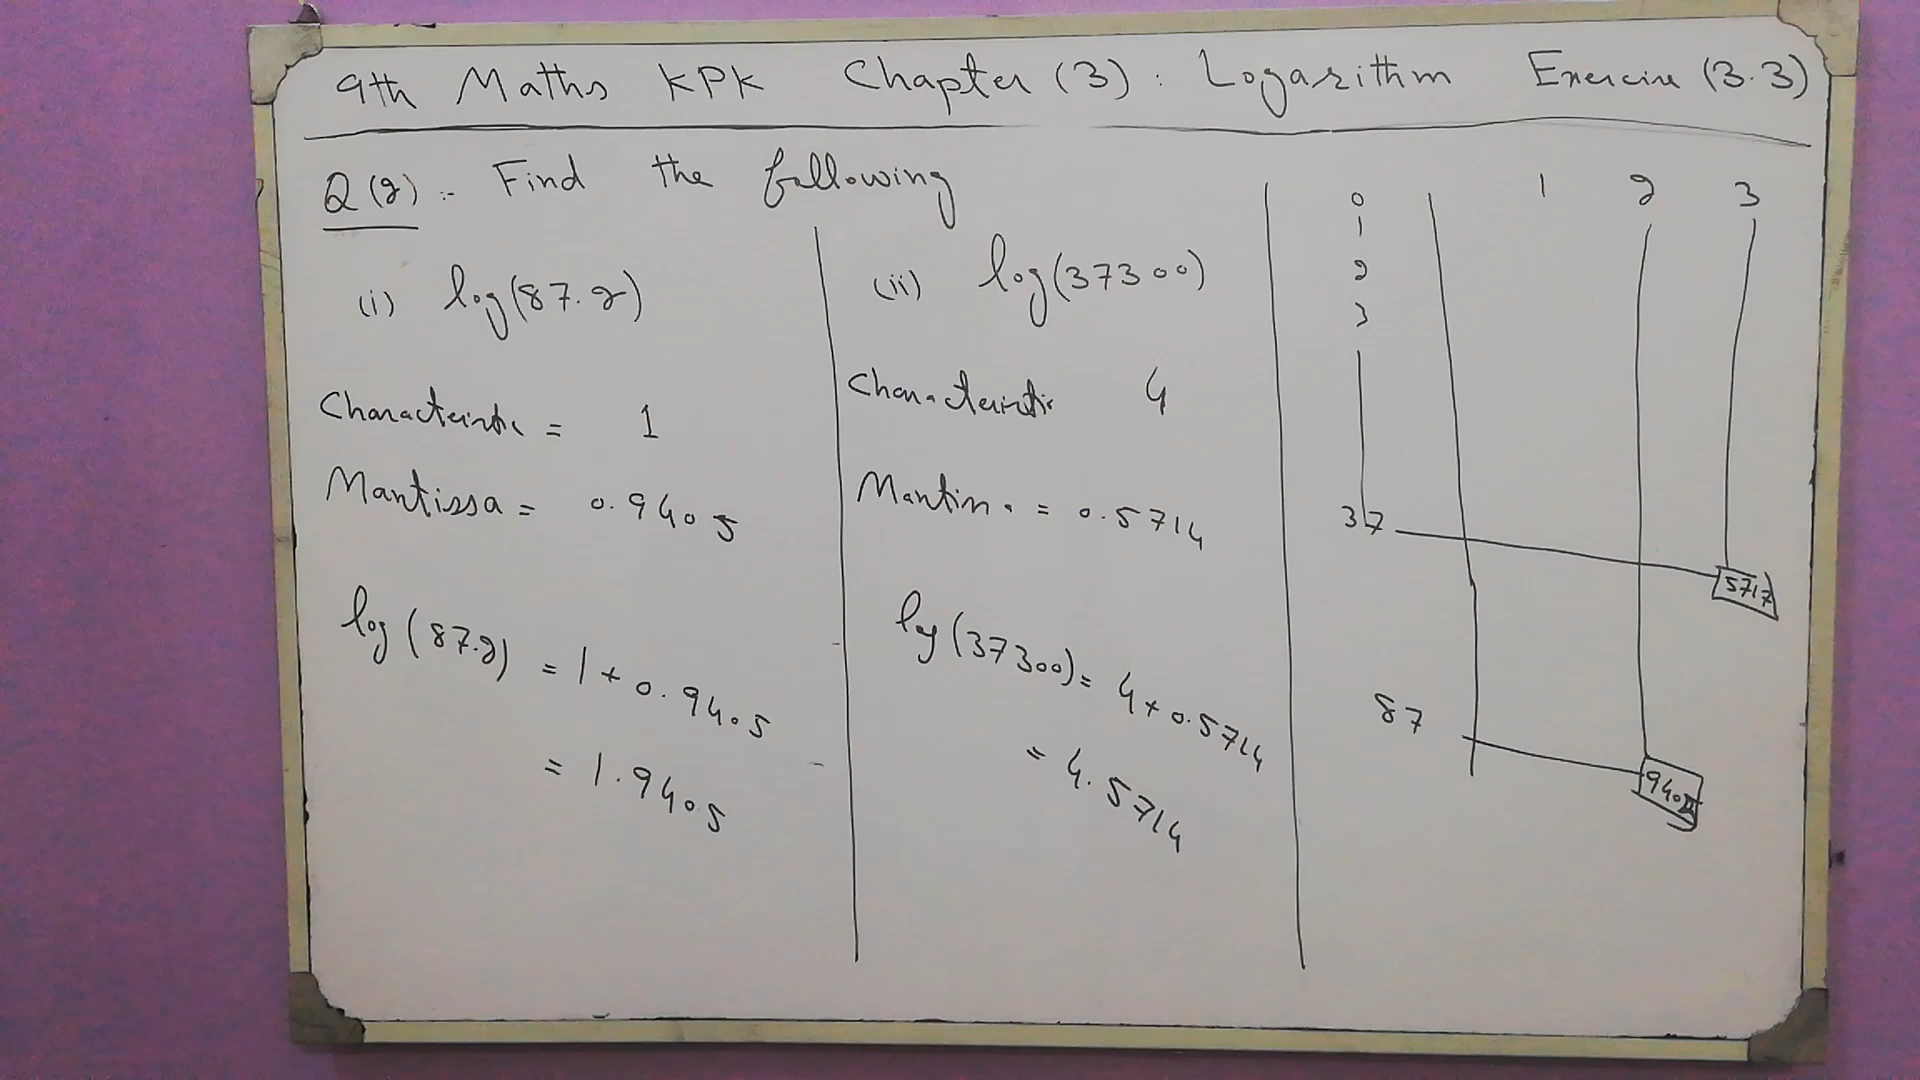 9th Maths KPK Chapter (3): Logarithm Exercise (3.3)
Q(2):- Find the following
(i) log(87.2)
Characteristic = 1
Mantissa = 0.9405
log(87.2) = 1 + 0.9405
= 1.9405
(ii) log(37300)
Characteristic 4
Mantissa = 0.5714
log(37300) = 4 + 0.5714
= 4.5714
1 2 3
0
1
2
3
37
5717
87